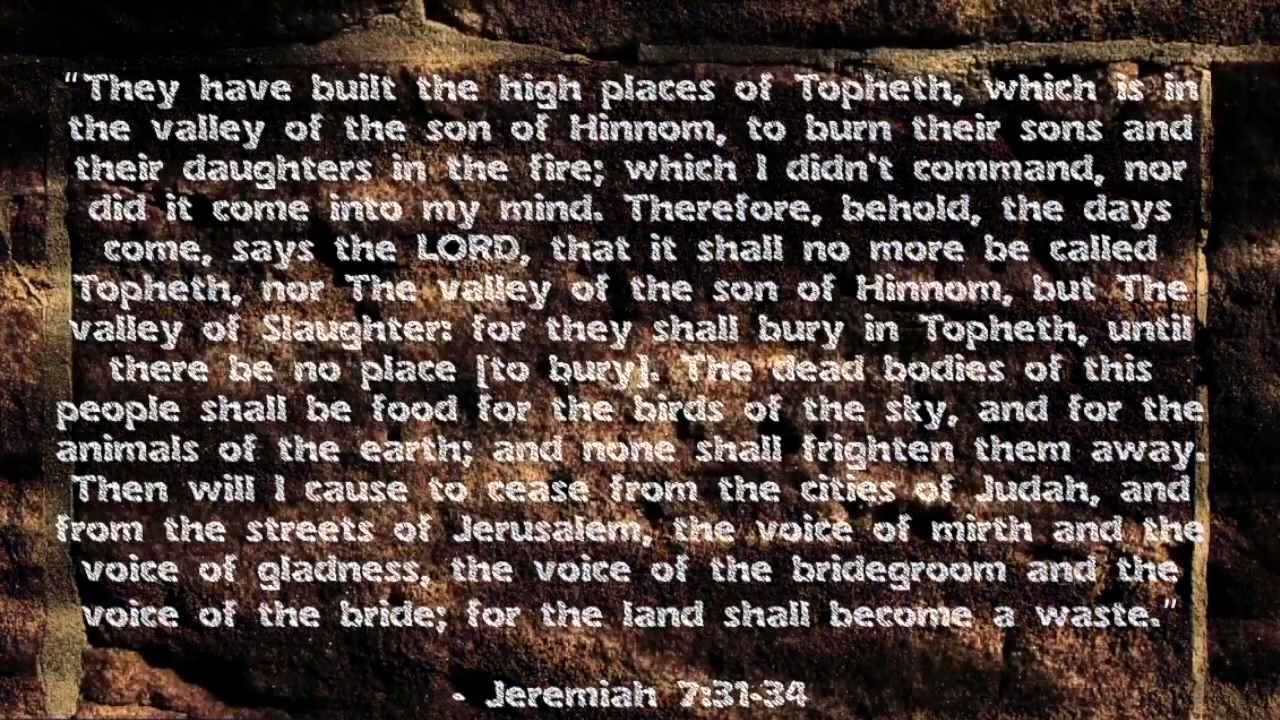 "They have built the high places of Topheth, which is in
the valley of the son of Hinnom, to burn their sons and
their daughters in the fire; which I didn't command, nor
did it come into my mind. Therefore, behold, the days
come, says the LORD, that it shall no more be called
Topheth, nor The valley of the son of Hinnom, but The
valley of Slaughter: for they shall bury in Topheth, until
there be no place [to bury]. The dead bodies of this
people shall be food for the birds of the sky, and for the
animals of the earth; and none shall frighten them away.
Then will I cause to cease from the cities of Judah, and
from the streets of Jerusalem, the voice of mirth and the
voice of gladness, the voice of the bridegroom and the
voice of the bride; for the land shall become a waste."
- Jeremiah 7:31-34